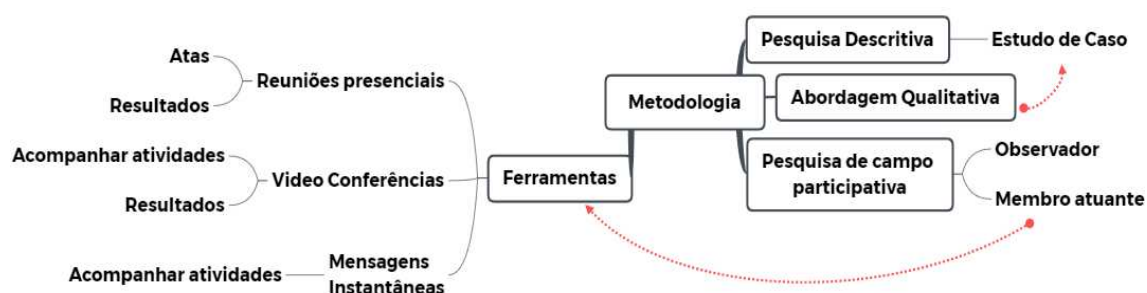 Atas
Resultados
Reuniões presenciais
Acompanhar atividades
Resultados
Video Conferências
Acompanhar atividades
Mensagens
Instantâneas
Ferramentas
Metodologia
Pesquisa Descritiva
Estudo de Caso
Abordagem Qualitativa
Pesquisa de campo
participativa
Observador
Membro atuante